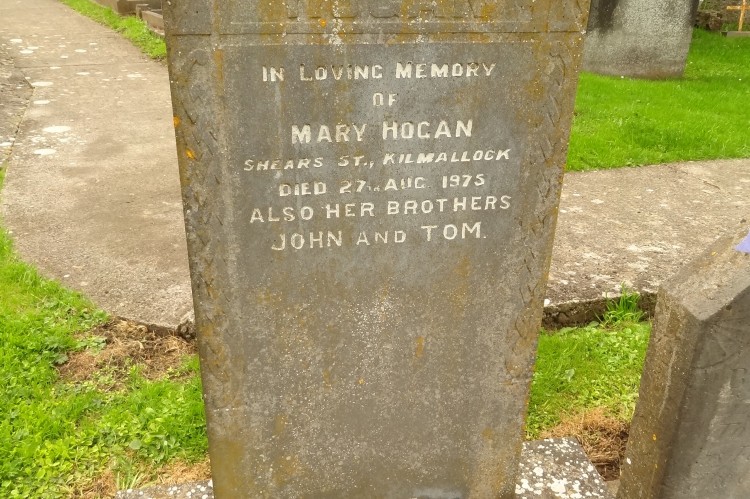 HOGAN
IN LOVING MEMORY
OF
MARY HOGAN
SHEARS ST., KILMALLOCK
DIED 27TH AUG 1975
ALSO HER BROTHERS
JOHN AND TOM.